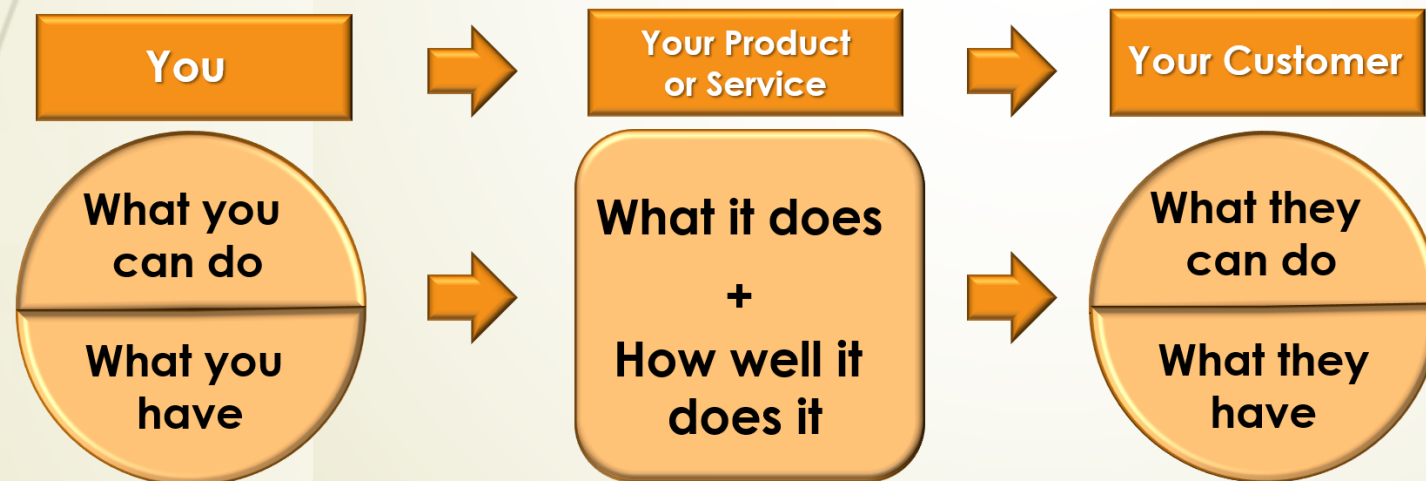 You
Your Product
or Service
Your Customer
What you
can do
What you
have
What it does
+
How well it
does it
What they
can do
What they
have